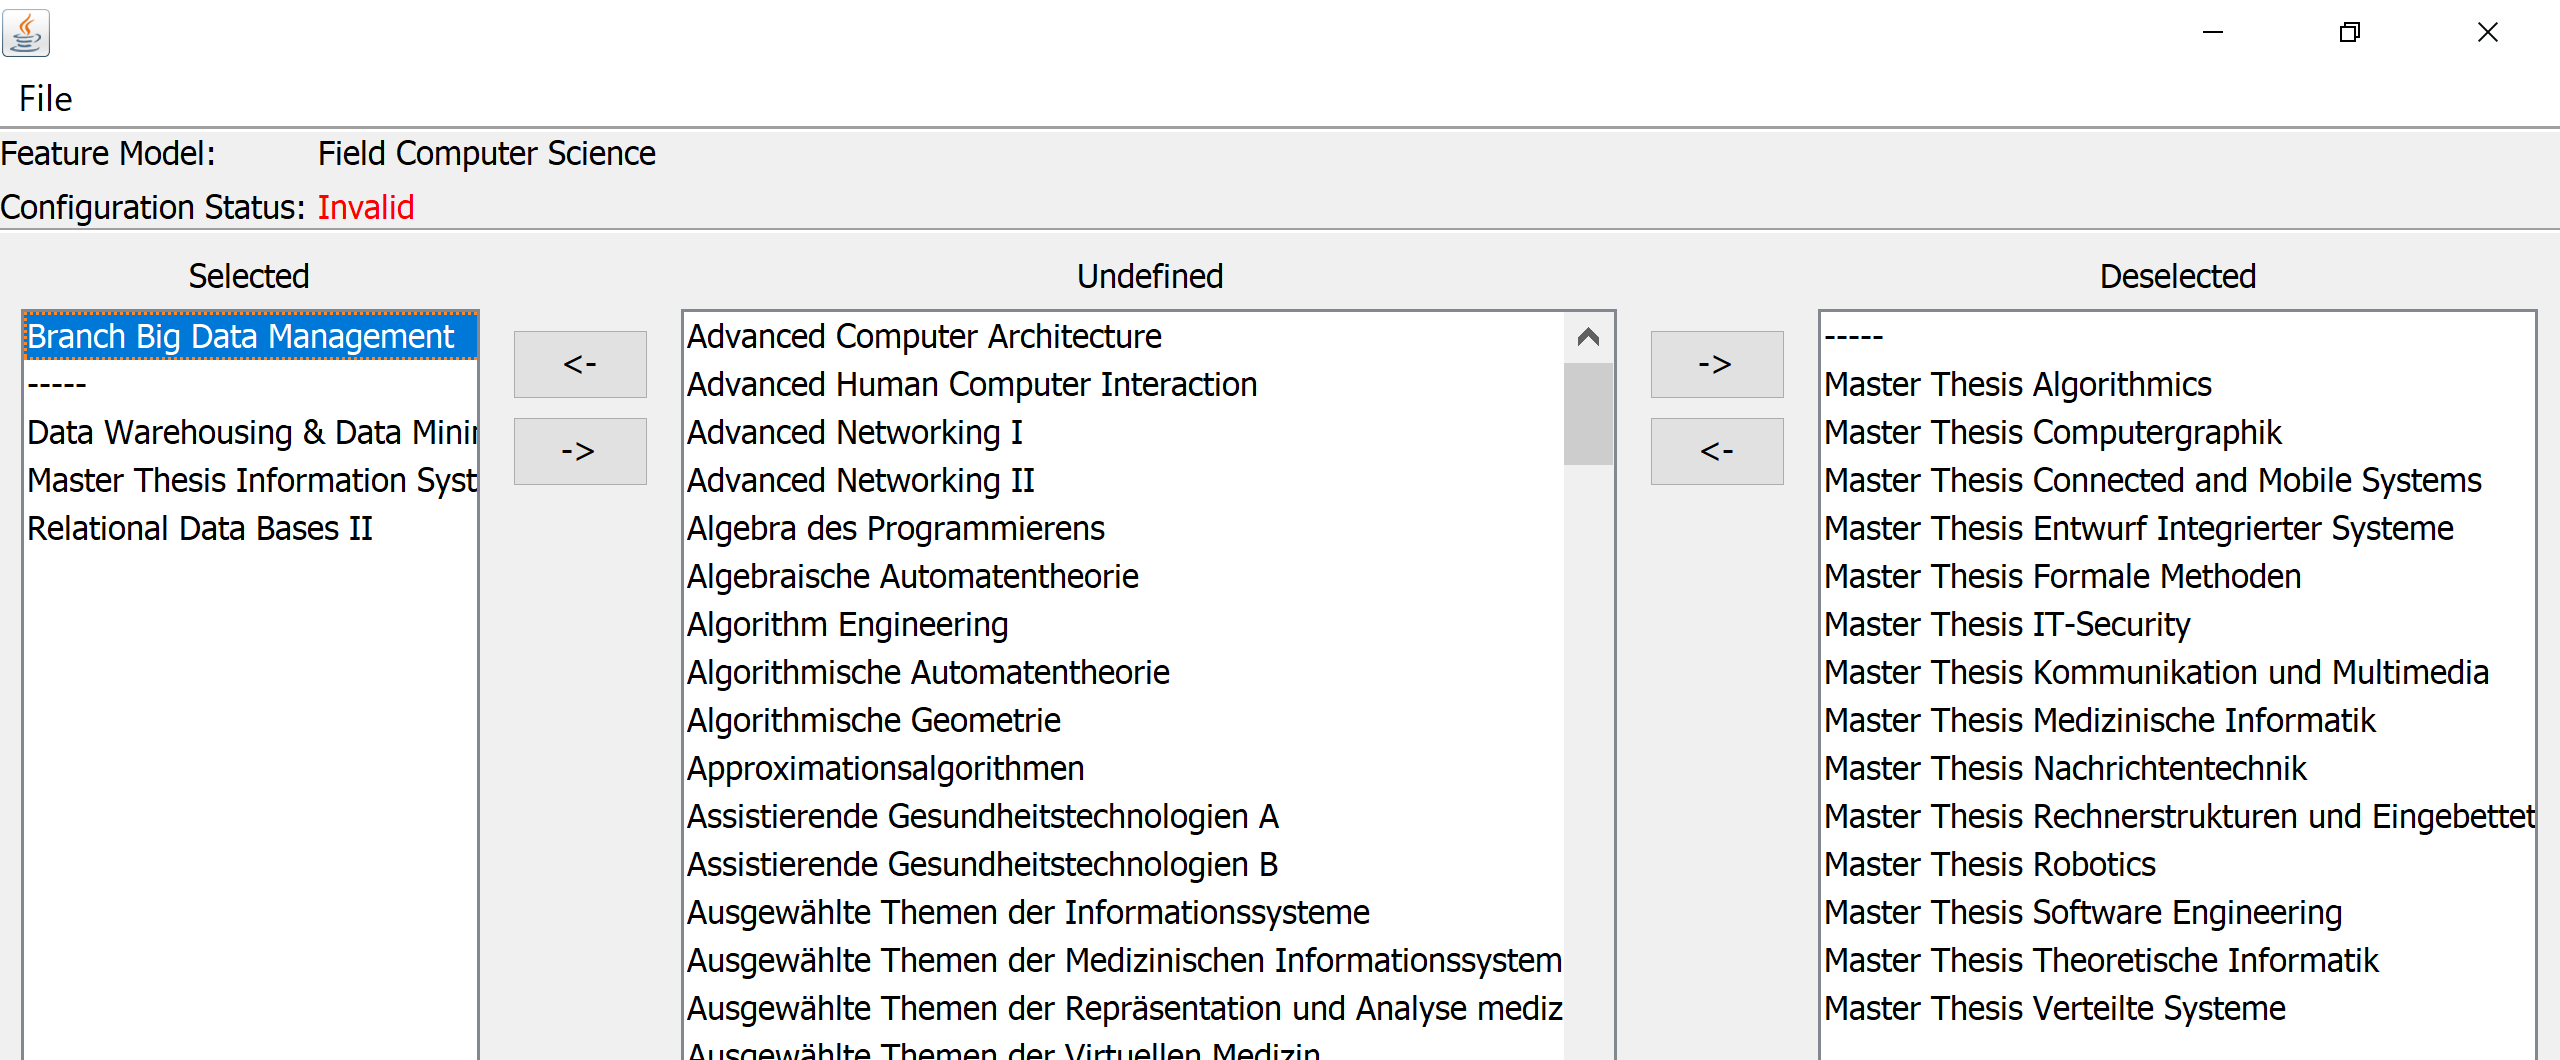 File
Feature Model: Field Computer Science
Configuration Status: Invalid
Selected
Branch Big Data Management
-----
Data Warehousing & Data Minin
Master Thesis Information Syst
Relational Data Bases II
<-
->
Undefined
Advanced Computer Architecture
Advanced Human Computer Interaction
Advanced Networking I
Advanced Networking II
Algebra des Programmierens
Algebraische Automatentheorie
Algorithm Engineering
Algorithmische Automatentheorie
Algorithmische Geometrie
Approximationsalgorithmen
Assistierende Gesundheitstechnologien A
Assistierende Gesundheitstechnologien B
Ausgewählte Themen der Informationssysteme
Ausgewählte Themen der Medizinischen Informationssystem
Ausgewählte Themen der Repräsentation und Analyse mediz
Ausgewählte Themen der Virtuellen Medizin
->
<-
Deselected
-----
Master Thesis Algorithmics
Master Thesis Computergraphik
Master Thesis Connected and Mobile Systems
Master Thesis Entwurf Integrierter Systeme
Master Thesis Formale Methoden
Master Thesis IT-Security
Master Thesis Kommunikation und Multimedia
Master Thesis Medizinische Informatik
Master Thesis Nachrichtentechnik
Master Thesis Rechnerstrukturen und Eingebettet
Master Thesis Robotics
Master Thesis Software Engineering
Master Thesis Theoretische Informatik
Master Thesis Verteilte Systeme